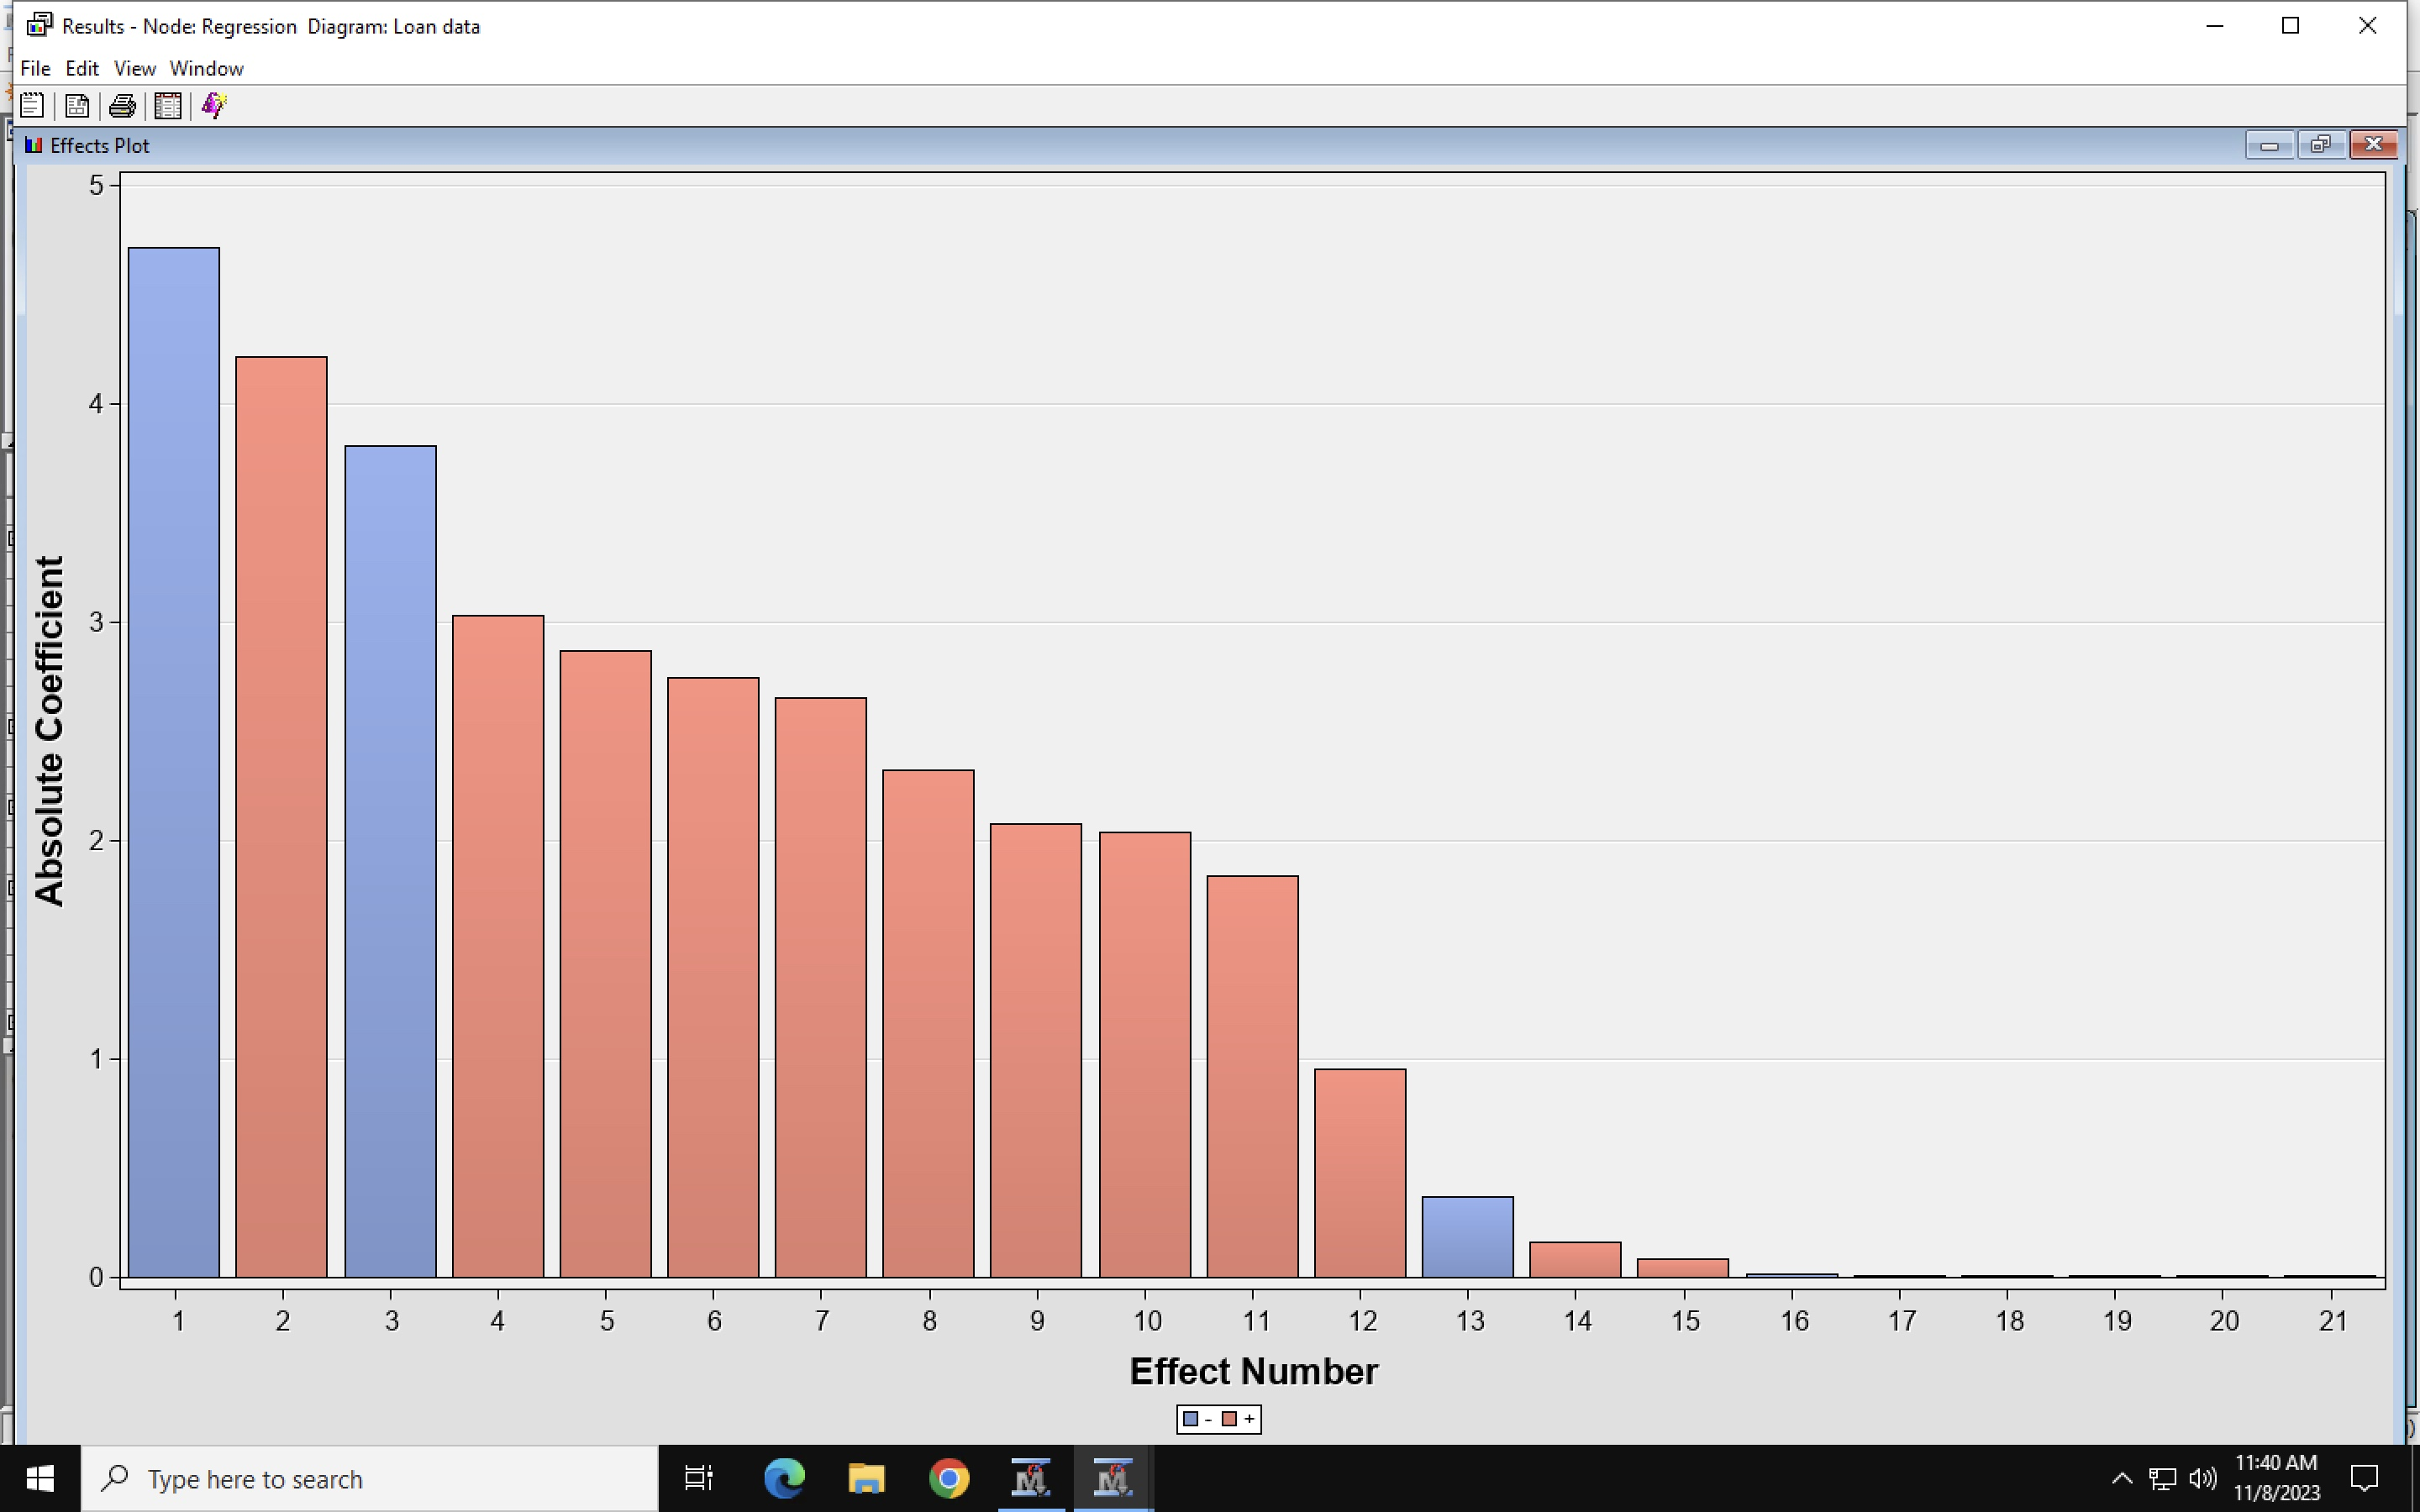 Results - Node: Regression  Diagram: Loan data
File Edit View Window
Effects Plot
5
4
3
2
1
0
Absolute Coefficient
1 2 3 4 5 6 7 8 9 10 11 12 13 14 15 16 17 18 19 20 21
Effect Number
- +
Type here to search
11:40 AM
11/8/2023